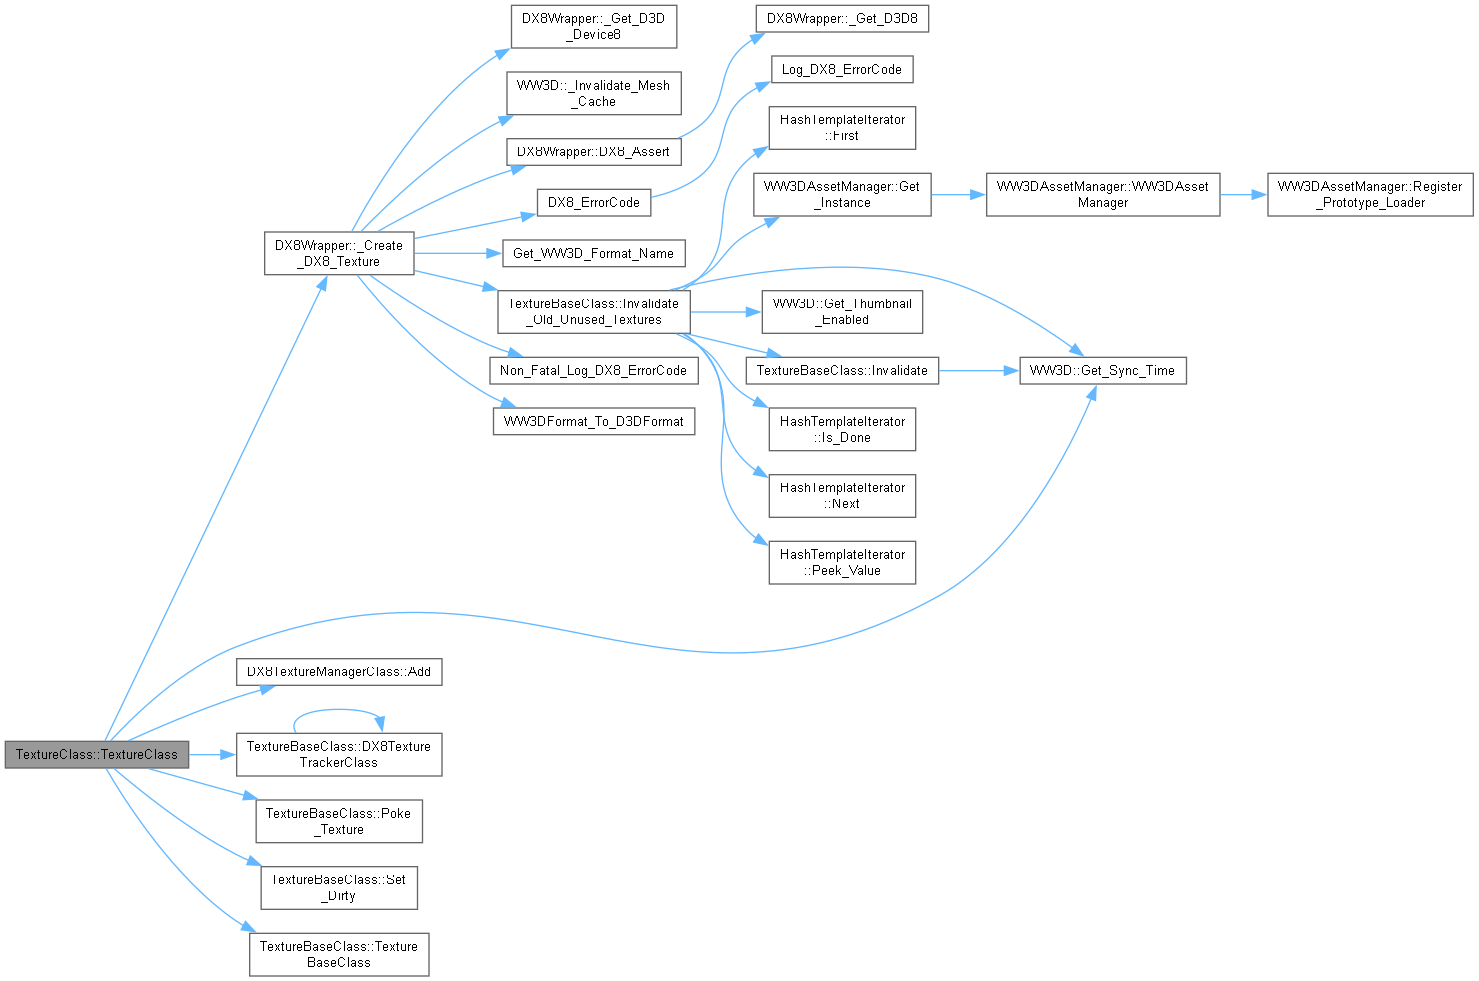 DX8Wrapper::_Get_D3D
_Device8
DX8Wrapper::_Get_D3D8
WW3D::_Invalidate_Mesh
_Cache
Log_DX8_ErrorCode
HashTemplateIterator
::First
DX8Wrapper::DX8_Assert
WW3DAssetManager::Get
_Instance
WW3DAssetManager::WW3DAsset
Manager
WW3DAssetManager::Register
_Prototype_Loader
DX8_ErrorCode
DX8Wrapper::_Create
_DX8_Texture
Get_WW3D_Format_Name
TextureBaseClass::Invalidate
_Old_Unused_Textures
WW3D::Get_Thumbnail
_Enabled
Non_Fatal_Log_DX8_ErrorCode
TextureBaseClass::Invalidate
WW3D::Get_Sync_Time
WW3DFormat_To_D3DFormat
HashTemplateIterator
::Is_Done
HashTemplateIterator
::Next
HashTemplateIterator
::Peek_Value
DX8TextureManagerClass::Add
TextureClass::TextureClass
TextureBaseClass::DX8Texture
TrackerClass
TextureBaseClass::Poke
_Texture
TextureBaseClass::Set
_Dirty
TextureBaseClass::Texture
BaseClass